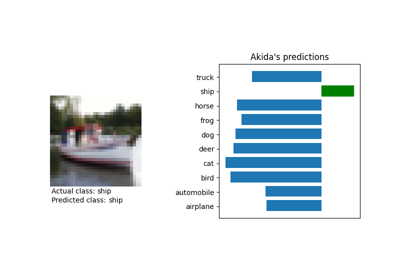 Akida's predictions
truck
ship
horse
frog
dog
deer
cat
bird
automobile
airplane
Actual class: ship
Predicted class: ship